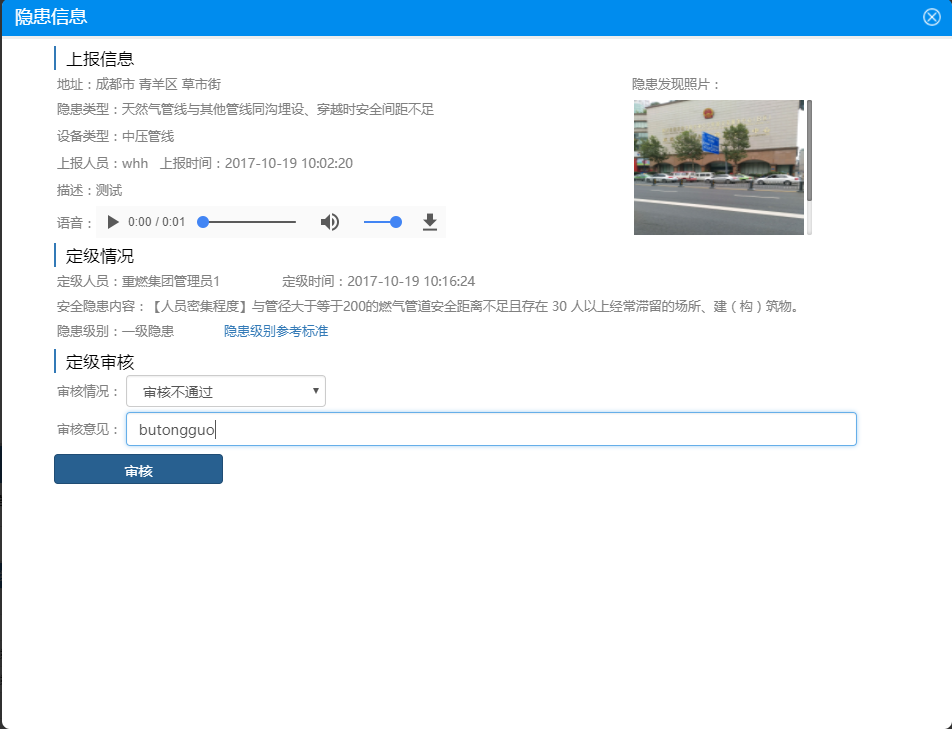 隐患信息
上报信息
地址：成都市 青羊区 草市街
隐患发现照片：
隐患类型：天然气管线与其他管线同沟埋设、穿越时安全间距不足
设备类型：中压管线
上报人员：whh 上报时间：2017-10-19 10:02:20
描述：测试
语音： 0:00 / 0:01
定级情况
定级人员：重燃集团管理员1 定级时间：2017-10-19 10:16:24
安全隐患内容：【人员密集程度】与管径大于等于200的燃气管道安全距离不足且存在 30 人以上经常滞留的场所、建（构）筑物。
隐患级别：一级隐患 隐患级别参考标准
定级审核
审核情况： 审核不通过
审核意见： butongguo
审核